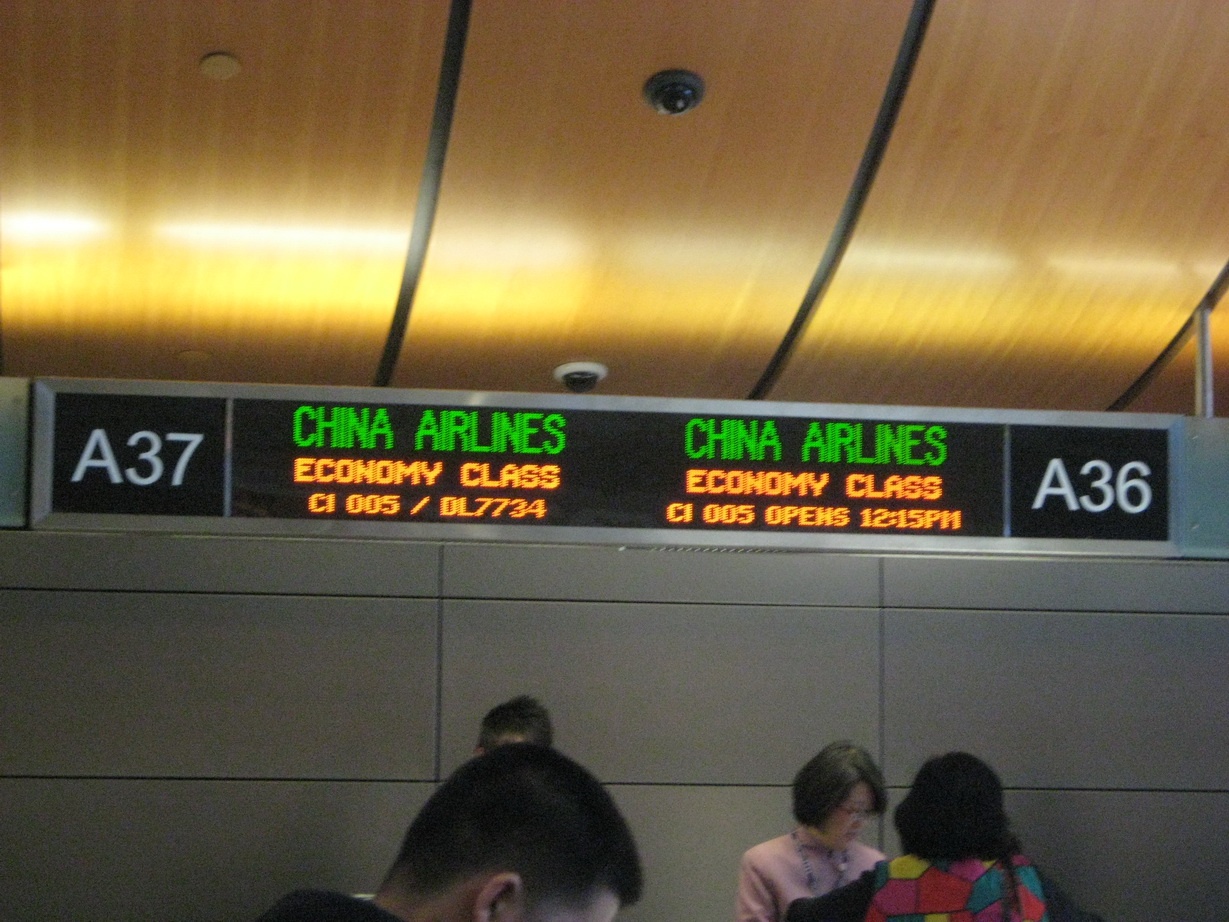 A37
CHINA AIRLINES
ECONOMY CLASS
CI 005 / DL7734
CHINA AIRLINES
ECONOMY CLASS
CI 005 OPENS 12:15PM
A36